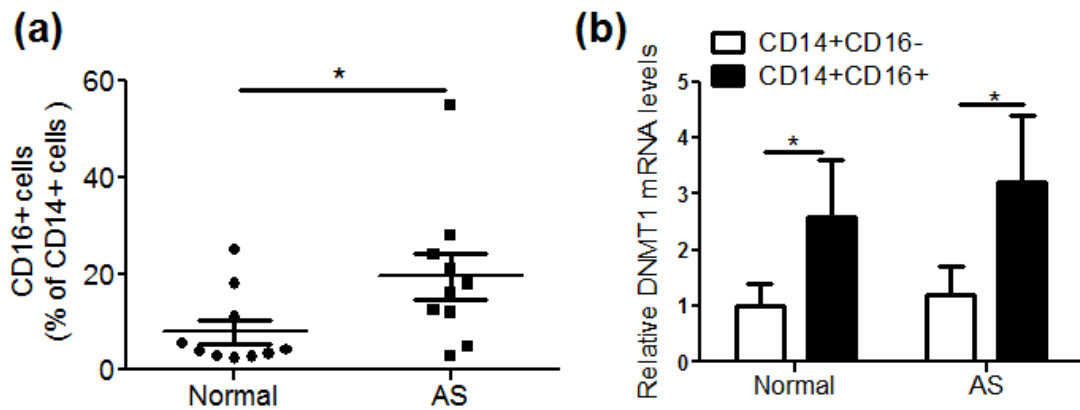 (a)
*
60
40
20
0
CD16+ cells
(% of CD14+ cells )
Normal
AS
(b)
CD14+CD16-
CD14+CD16+
5
4
3
2
1
0
Relative DNMT1 mRNA levels
*
*
Normal
AS